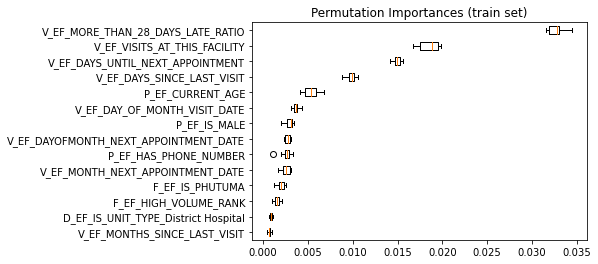 Permutation Importances (train set)
V_EF_MORE_THAN_28_DAYS_LATE_RATIO
V_EF_VISITS_AT_THIS_FACILITY
V_EF_DAYS_UNTIL_NEXT_APPOINTMENT
V_EF_DAYS_SINCE_LAST_VISIT
P_EF_CURRENT_AGE
V_EF_DAY_OF_MONTH_VISIT_DATE
P_EF_IS_MALE
V_EF_DAYOFMONTH_NEXT_APPOINTMENT_DATE
P_EF_HAS_PHONE_NUMBER
V_EF_MONTH_NEXT_APPOINTMENT_DATE
F_EF_IS_PHUTUMA
F_EF_HIGH_VOLUME_RANK
D_EF_IS_UNIT_TYPE_District Hospital
V_EF_MONTHS_SINCE_LAST_VISIT
0.000 0.005 0.010 0.015 0.020 0.025 0.030 0.035